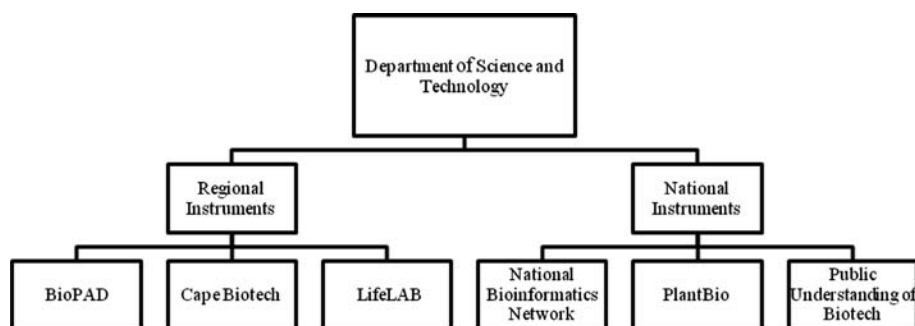 Department of Science and
Technology
Regional
Instruments
National
Instruments
BioPAD
Cape Biotech
LifeLAB
National
Bioinformatics
Network
PlantBio
Public
Understanding of
Biotech